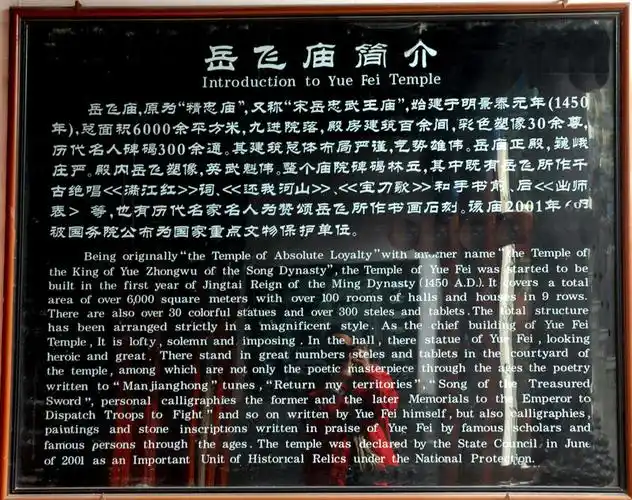 岳飞庙简介
Introduction to Yue Fei Temple
岳飞庙,原为“精忠庙”,又称“宋岳忠武王庙”,始建于明景泰元年(1450
年),总面积6000余平方米,九进院落,殿房建筑百余间,彩色塑像30余尊,
历代名人碑碣300余通。其建筑总体布局严谨,气势雄伟。岳庙正殿,巍峨
庄严。殿内岳飞塑像,英武魁伟。整个庙院碑碣林立,其中既有岳飞所作千
古绝唱<<满江红>>词、<<还我河山>>、<<宝刀歌>>和手书前、后<<出师
表> 等,也有历代名家名人为赞颂岳飞所作书画石刻。该庙2001年6月
被国务院公布为国家重点文物保护单位。
Being originally “the Temple of Absolute Loyalty” with another name “the Temple of
the King of Yue Zhongwu of the Song Dynasty”, the Temple of Yue Fei was started to be
built in the first year of Jingtai Reign of the Ming Dynasty (1450 A.D.). It covers a total
area of over 6,000 square meters with over 100 rooms of halls and houses in 9 rows.
There are also over 30 colorful statues and over 300 steles and tablets. The total structure
has been arranged strictly in a magnificent style. As the chief building of Yue Fei
Temple, It is lofty, solemn and imposing. In the hall, there statue of Yue Fei, looking
heroic and great. There stand in great numbers steles and tablets in the courtyard of
the temple, among which are not only the poetic masterpiece through the ages the poetry
written to “Manjianghong” tunes, “Return my territories”, “Song of the Treasured
Sword”, personal calligraphies the former and the later Memorials to the Emperor to
Dispatch Troops to Fight” and so on written by Yue Fei himself, but also calligraphies,
paintings and stone inscriptions written in praise of Yue Fei by famous scholars and
famous persons through the ages. The temple was declared by the State Council in June
of 2001 as an Important Unit of Historical Relics under the National Protection.